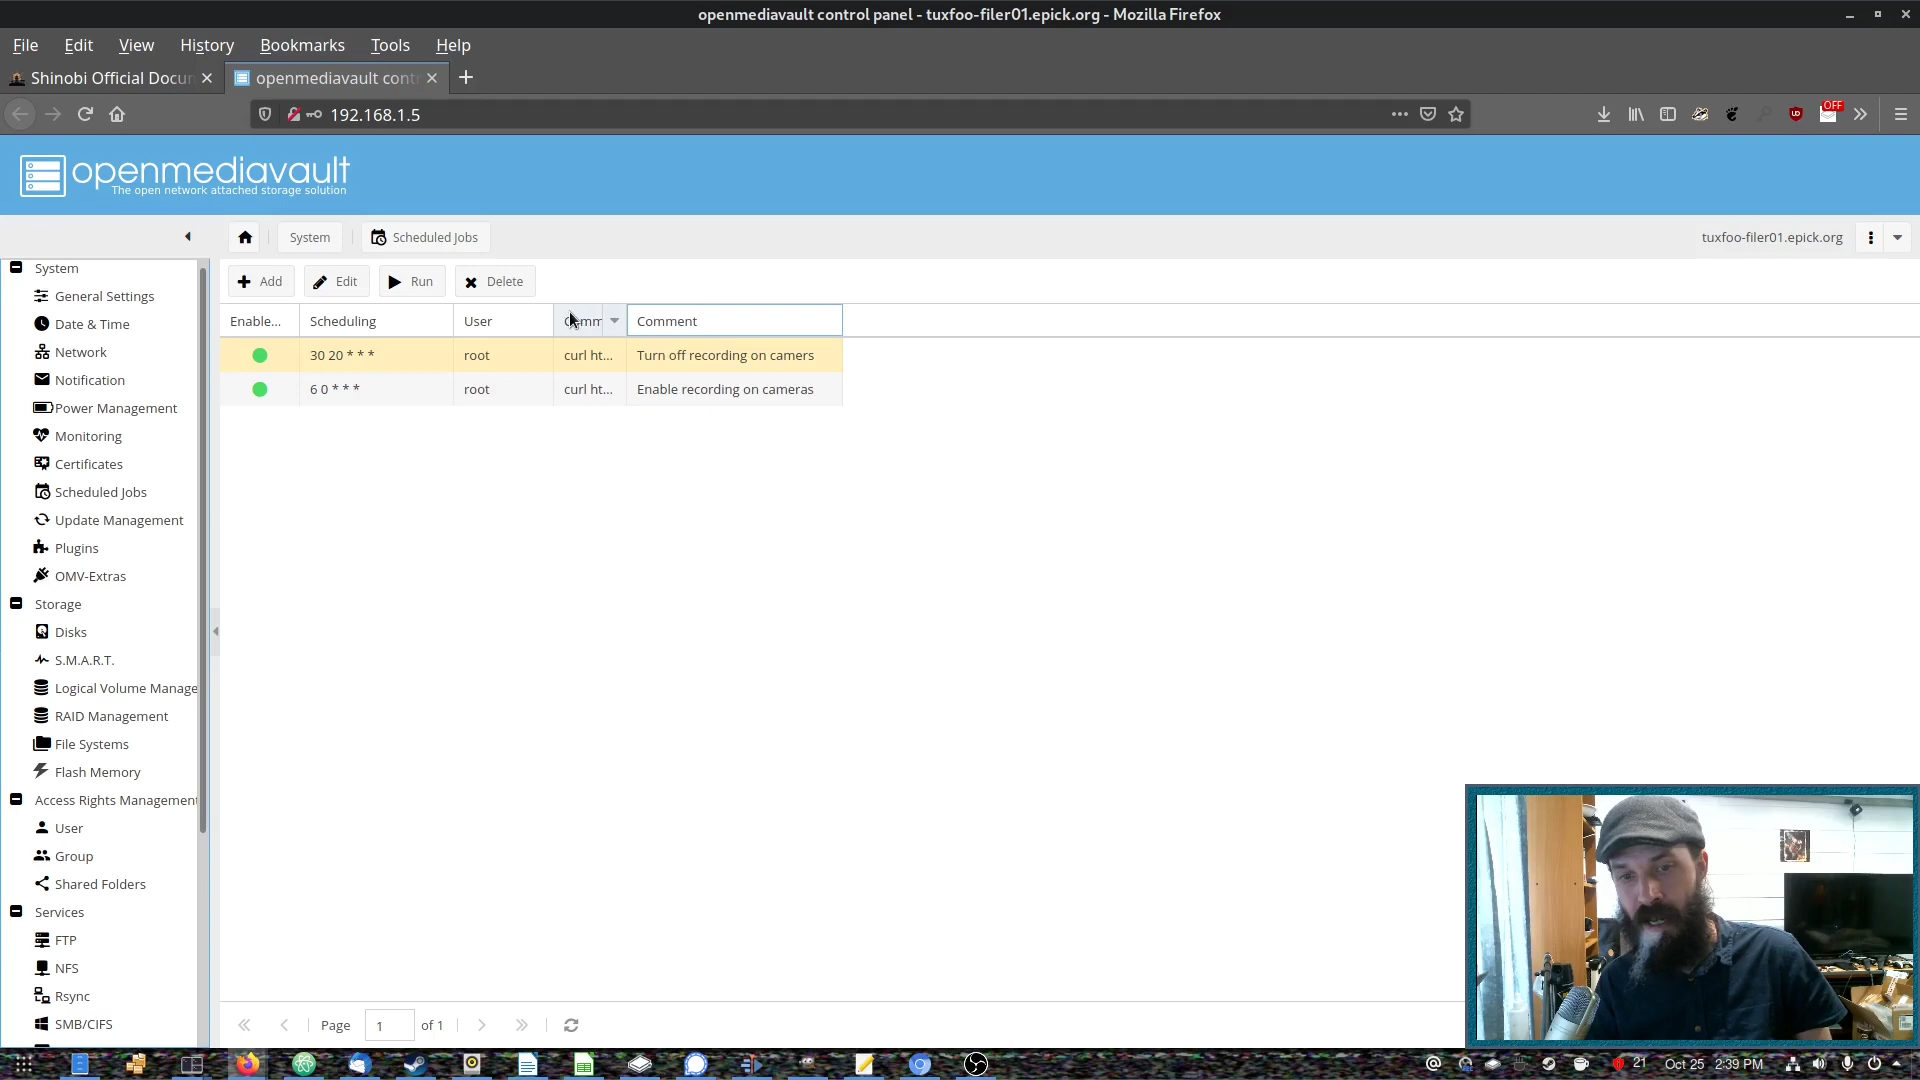 openmediavault control panel - tuxfoo-filer01.epick.org - Mozilla Firefox
File Edit View History Bookmarks Tools Help
Shinobi Official Docu
openmediavault cont
192.168.1.5
OFF
openmediavault
The open network attached storage solution
System
Scheduled Jobs
tuxfoo-filer01.epick.org
Add
Edit
Run
Delete
Enable... Scheduling User Comm Comment
30 20 * * * root curl ht... Turn off recording on camers
6 0 * * * root curl ht... Enable recording on cameras
System
General Settings
Date & Time
Network
Notification
Power Management
Monitoring
Certificates
Scheduled Jobs
Update Management
Plugins
OMV-Extras
Storage
Disks
S.M.A.R.T.
Logical Volume Manage
RAID Management
File Systems
Flash Memory
Access Rights Management
User
Group
Shared Folders
Services
FTP
NFS
Rsync
SMB/CIFS
Page 1 of 1
21 Oct 25 2:39 PM